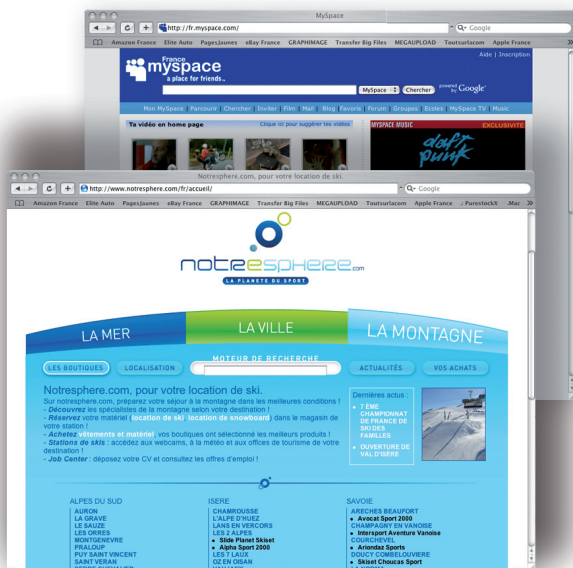 MySpace
http://fr.myspace.com/
Google
Amazon France Elite Auto PagesJaunes eBay France GRAPHIMAGE Transfer Big Files MEGAUPLOAD Toutsurlacom Apple France
Aide | Inscription
France
myspace
a place for friends
MySpace Chercher powered by Google
Mon MySpace | Parcourir | Chercher | Inviter | Film | Mail | Blog | Favoris | Forum | Groupes | Ecoles | MySpace TV | Music
Ta vidéo en home page Clique ici pour suggérer tes vidéos MYSPACE MUSIC EXCLUSIVITE
daft punk
Notresphere.com, pour votre location de ski.
http://www.notresphere.com/fr/accueil/
Google
Amazon France Elite Auto PagesJaunes eBay France GRAPHIMAGE Transfer Big Files MEGAUPLOAD Toutsurlacom Apple France PurestockX .Mac
notresphere.com
LA PLANETE DU SPORT
LA MER LA VILLE LA MONTAGNE
MOTEUR DE RECHERCHE
LES BOUTIQUES LOCALISATION ACTUALITÉS VOS ACHATS
Notresphere.com, pour votre location de ski.
Sur notresphere.com, préparez votre séjour à la montagne dans les meilleures conditions !
- Découvrez les spécialistes de la montagne selon votre destination !
- Réservez votre matériel (location de ski, location de snowboard) dans le magasin de
votre station !
- Achetez vêtements et matériel, vos boutiques ont sélectionné les meilleurs produits !
- Stations de skis : accédez aux webcams, à la météo et aux offices de tourisme de votre
destination !
- Job Center : déposez votre CV et consultez les offres d'emploi !
Dernières actus :
7 ÈME
CHAMPIONNAT
DE FRANCE DE
SKI DES
FAMILLES
OUVERTURE DE
VAL D'ISÈRE
ALPES DU SUD
AURON
LA GRAVE
LE SAUZE
LES ORRES
MONTGENEVRE
PRALOUP
PUY SAINT VINCENT
SAINT VERAN
SERRE CHEVALIER
ISERE
CHAMROUSSE
L'ALPE D'HUEZ
LANS EN VERCORS
LES 2 ALPES
Slide Planet Skiset
Alpha Sport 2000
LES 7 LAUX
OZ EN OISAN
VAUJANY
SAVOIE
ARECHES BEAUFORT
Avocat Sport 2000
CHAMPAGNY EN VANOISE
Intersport Aventure Vanoise
COURCHEVEL
Ariondaz Sports
DOUCY COMBELOUVIERE
Skiset Choucas Sport
LA NORMA